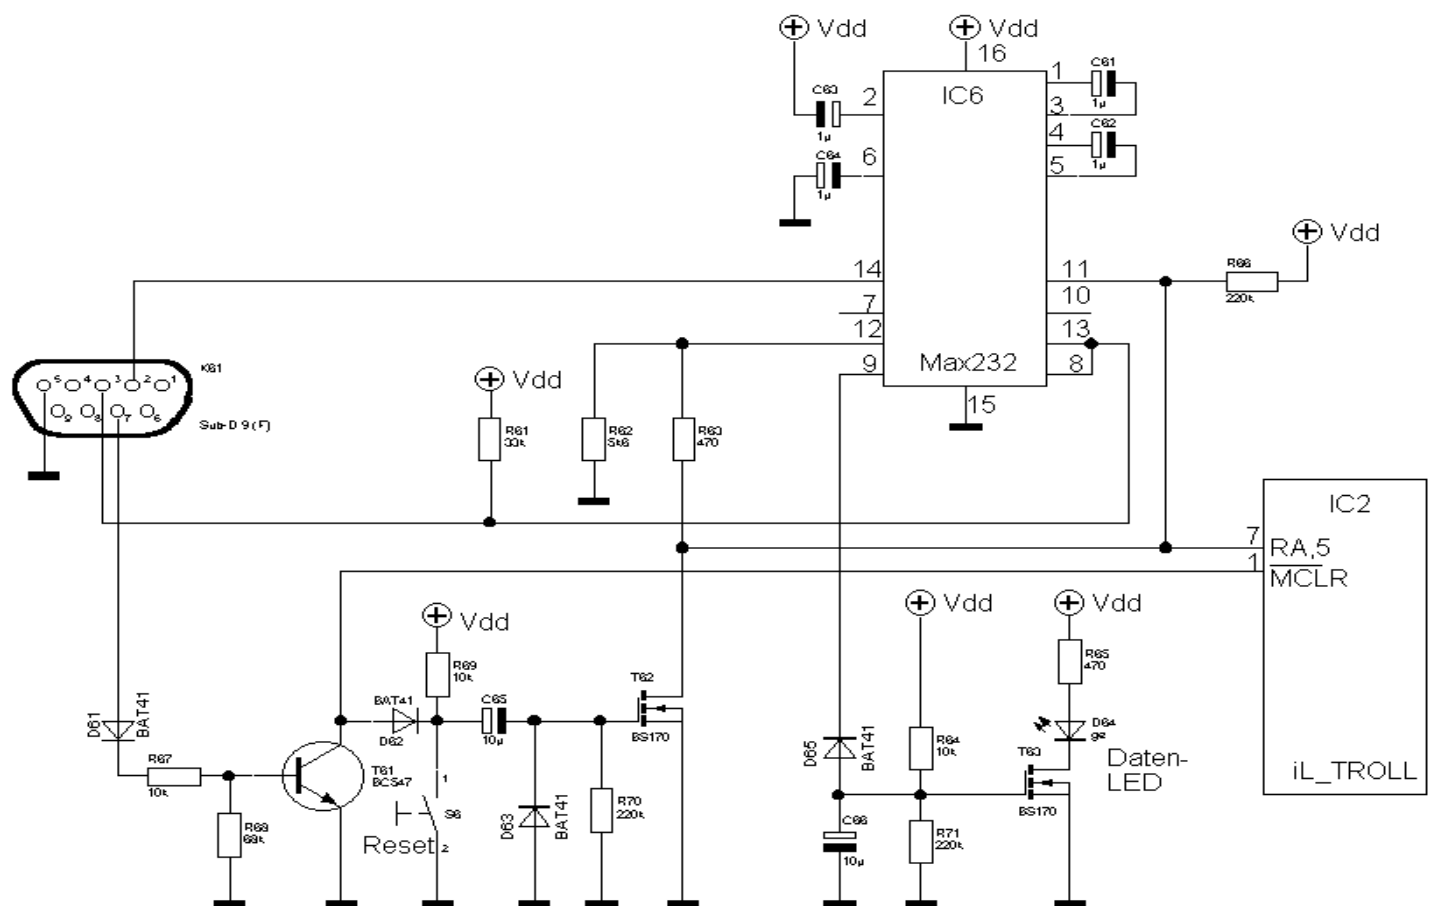 Vdd
Vdd
16
IC6
C63
1µ
2
1
C61
1µ
3
4
C62
1µ
5
C64
1µ
6
Vdd
R66
220k
14
11
7
10
12
13
9
8
Max232
15
K61
5 4 3 2 1
9 8 7 6
Sub-D 9 (F)
Vdd
R61
33k
R62
5k6
R63
470
IC2
7
RA,5
1
MCLR
iL_TROLL
Vdd
R69
10k
BAT41
D62
C65
10µ
T62
BS170
D61
BAT41
R67
10k
R68
68k
T61
BC547
1
S6
Reset
2
D63
BAT41
R70
220k
D65
BAT41
C66
10µ
Vdd
R64
10k
R71
220k
Vdd
R65
470
D64
ge
Daten-
LED
T63
BS170